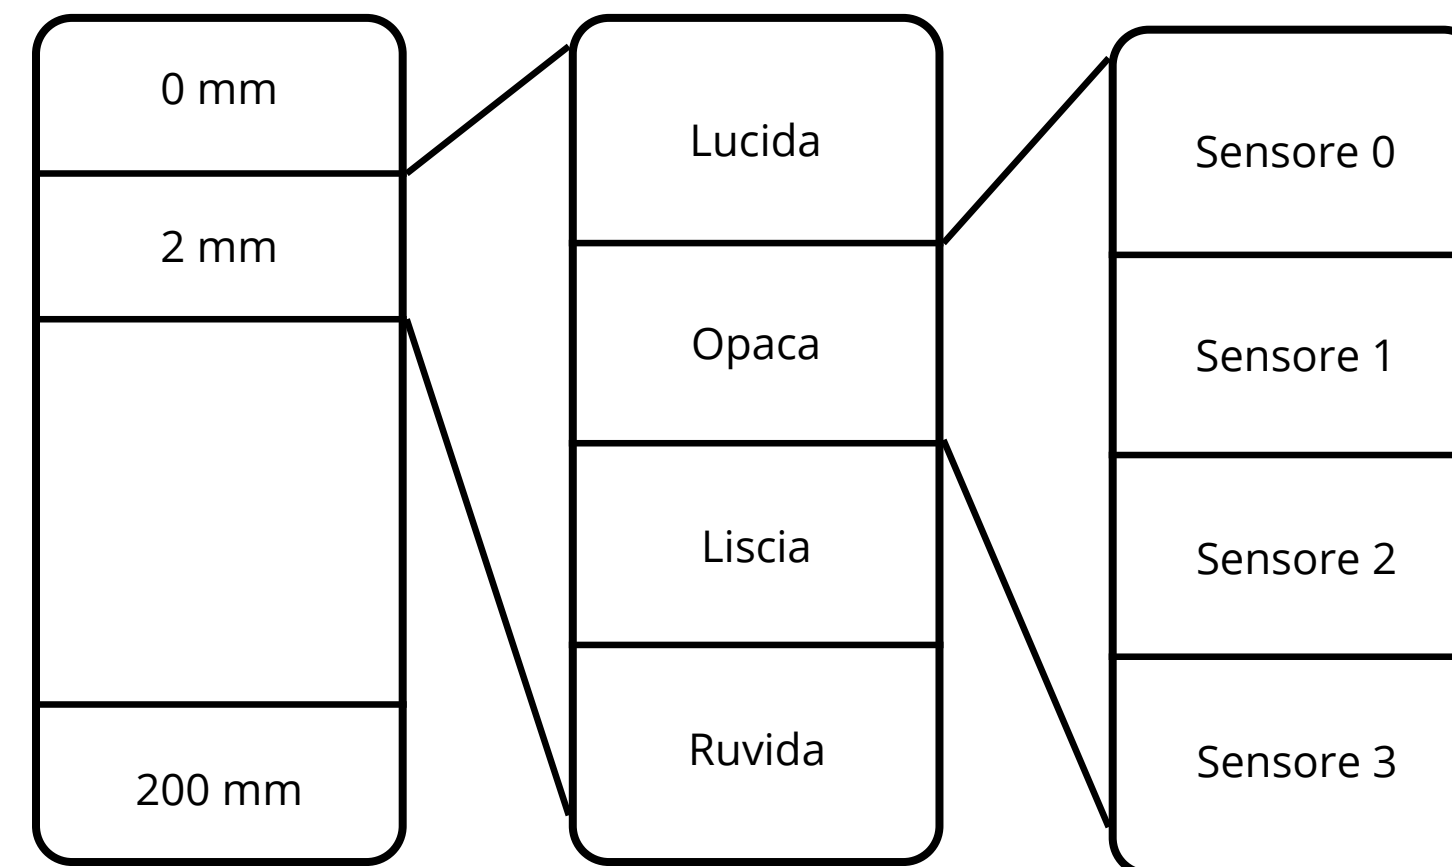 0 mm
2 mm
200 mm
Lucida
Opaca
Liscia
Ruvida
Sensore 0
Sensore 1
Sensore 2
Sensore 3